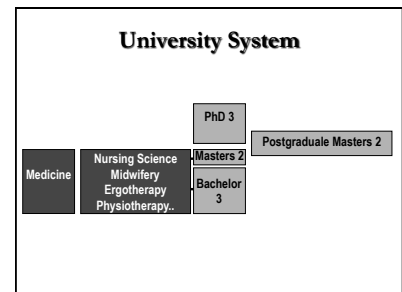 University System
PhD 3
Postgraduale Masters 2
Medicine
Nursing Science
Midwifery
Ergotherapy
Physiotherapy..
Masters 2
Bachelor
3